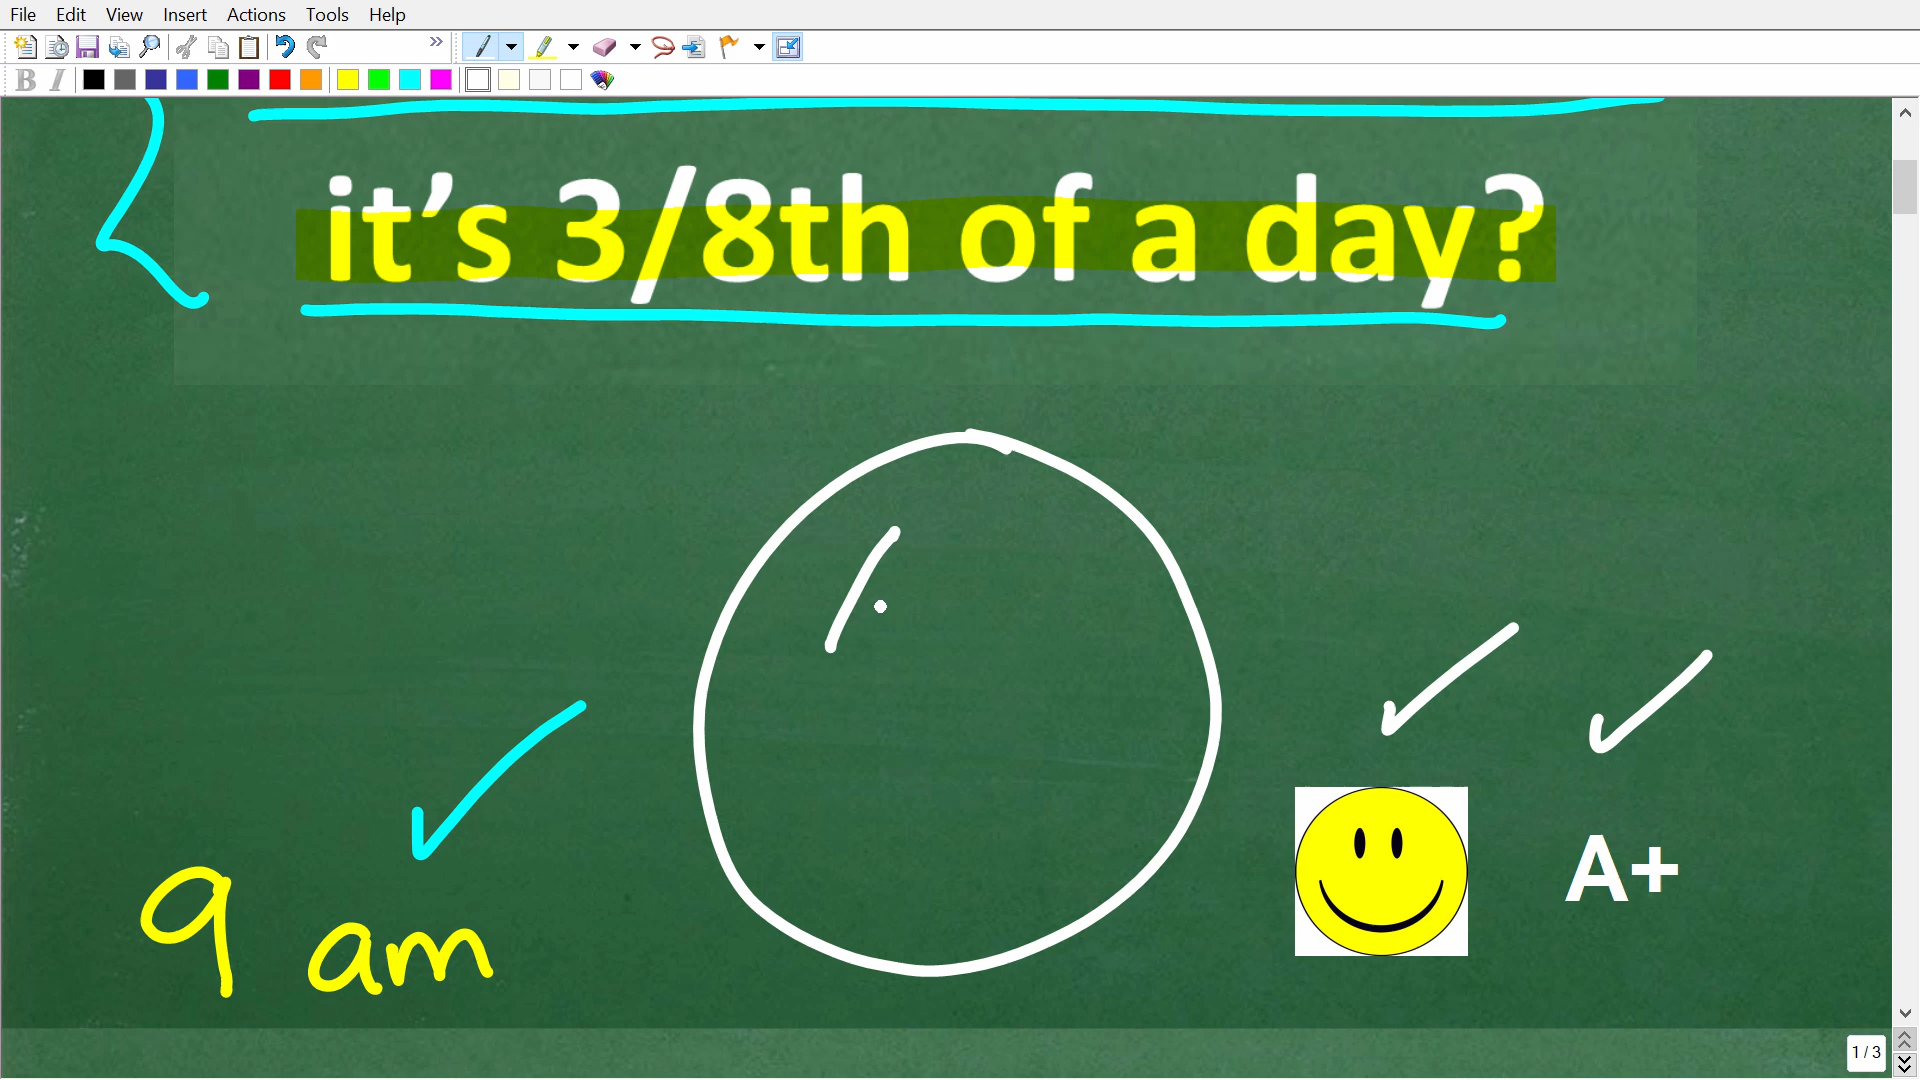 File Edit View Insert Actions Tools Help
B I
it's 3/8th of a day?
9 am
A+
1 / 3